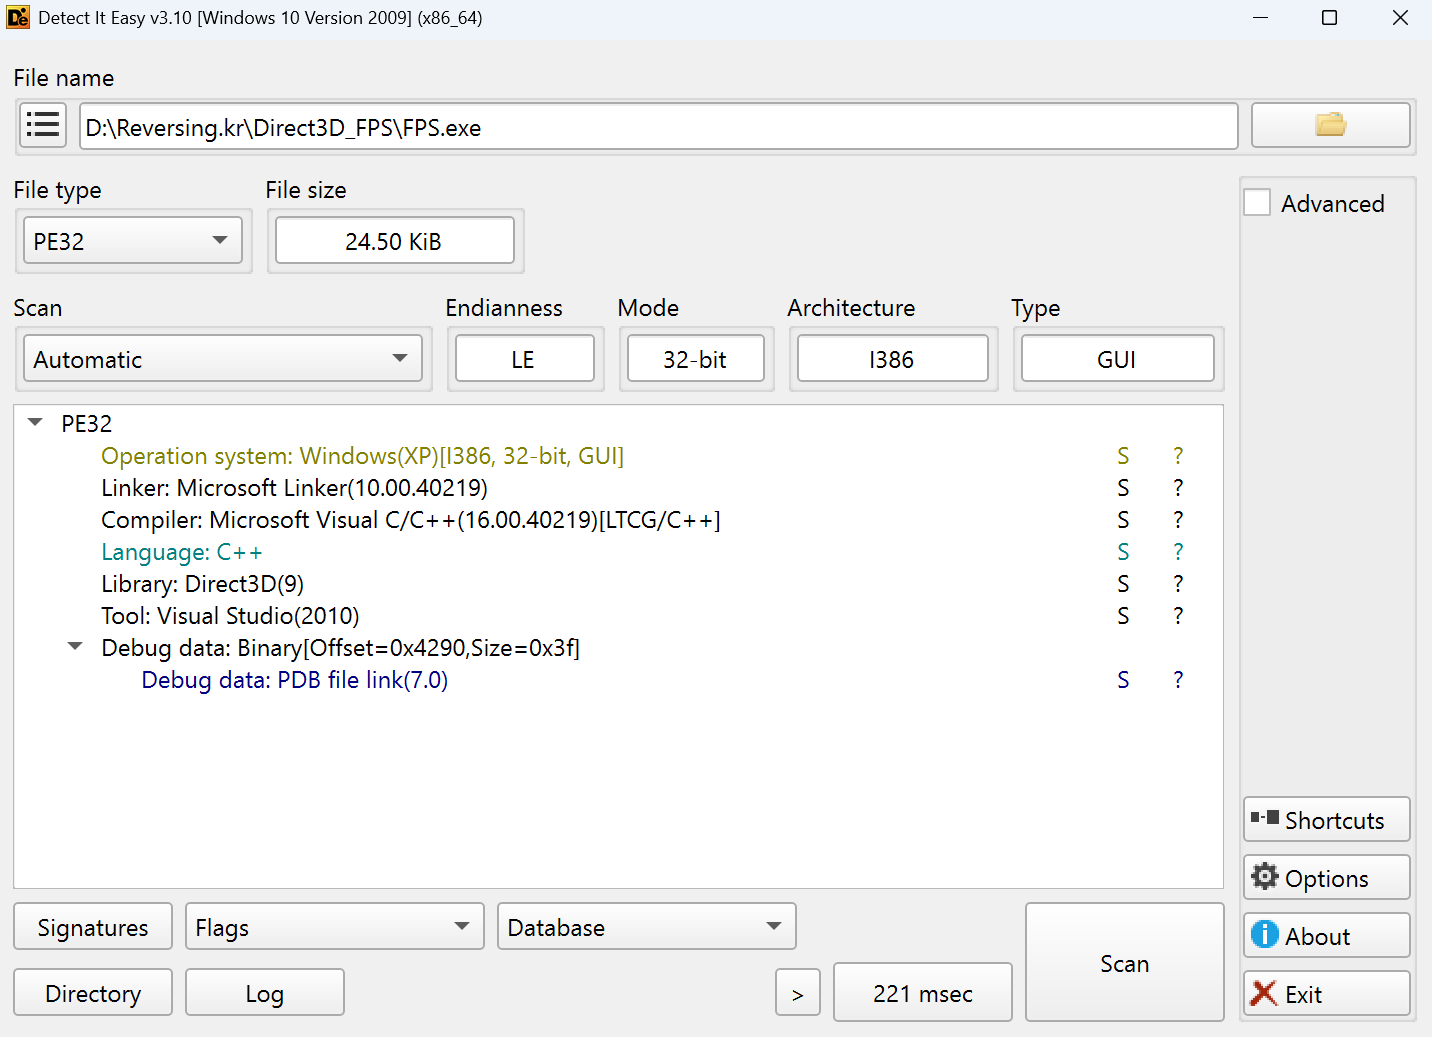 Detect It Easy v3.10 [Windows 10 Version 2009] (x86_64)
File name
D:\Reversing.kr\Direct3D_FPS\FPS.exe
File type
File size
Advanced
PE32
24.50 KiB
Scan
Endianness
Mode
Architecture
Type
Automatic
LE
32-bit
I386
GUI
PE32
Operation system: Windows(XP)[I386, 32-bit, GUI] S ?
Linker: Microsoft Linker(10.00.40219) S ?
Compiler: Microsoft Visual C/C++(16.00.40219)[LTCG/C++] S ?
Language: C++ S ?
Library: Direct3D(9) S ?
Tool: Visual Studio(2010) S ?
Debug data: Binary[Offset=0x4290,Size=0x3f]
Debug data: PDB file link(7.0) S ?
Shortcuts
Options
About
Exit
Signatures
Flags
Database
Scan
Directory
Log
>
221 msec